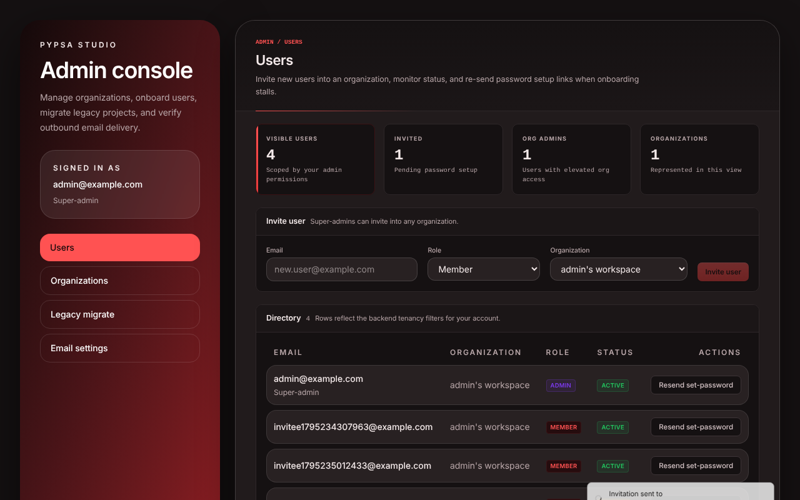 PYPSA STUDIO
Admin console
Manage organizations, onboard users,
migrate legacy projects, and verify
outbound email delivery.
SIGNED IN AS
admin@example.com
Super-admin
Users
Organizations
Legacy migrate
Email settings
ADMIN / USERS
Users
Invite new users into an organization, monitor status, and re-send password setup links when onboarding
stalls.
VISIBLE USERS
4
Scoped by your admin
permissions
INVITED
1
Pending password setup
ORG ADMINS
1
Users with elevated org
access
ORGANIZATIONS
1
Represented in this view
Invite user Super-admins can invite into any organization.
Email
new.user@example.com
Role
Member
Organization
admin's workspace
Invite user
Directory 4 Rows reflect the backend tenancy filters for your account.
EMAIL ORGANIZATION ROLE STATUS ACTIONS
admin@example.com
Super-admin
admin's workspace ADMIN ACTIVE Resend set-password
invitee1795234307963@example.com admin's workspace MEMBER ACTIVE Resend set-password
invitee1795235012433@example.com admin's workspace MEMBER ACTIVE Resend set-password
Invitation sent to